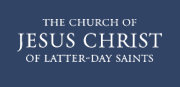 THE CHURCH OF
JESUS CHRIST
OF LATTER-DAY SAINTS